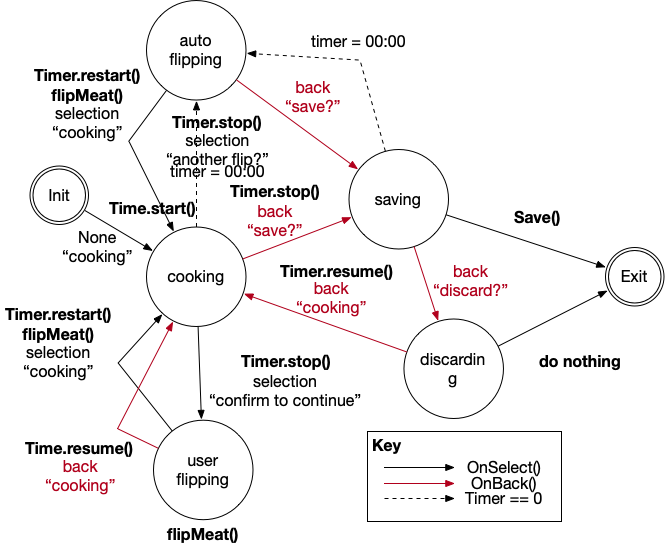 auto
flipping
timer = 00:00
Timer.restart()
flipMeat()
selection
“cooking”
back
“save?”
Timer.stop()
selection
“another flip?”
timer = 00:00
Init
Time.start()
Timer.stop()
back
“save?”
saving
Save()
None
“cooking”
cooking
Timer.resume()
back
“cooking”
back
“discard?”
Exit
Timer.restart()
flipMeat()
selection
“cooking”
Timer.stop()
selection
“confirm to continue”
discardin
g
do nothing
Time.resume()
back
“cooking”
user
flipping
flipMeat()
Key
OnSelect()
OnBack()
Timer == 0